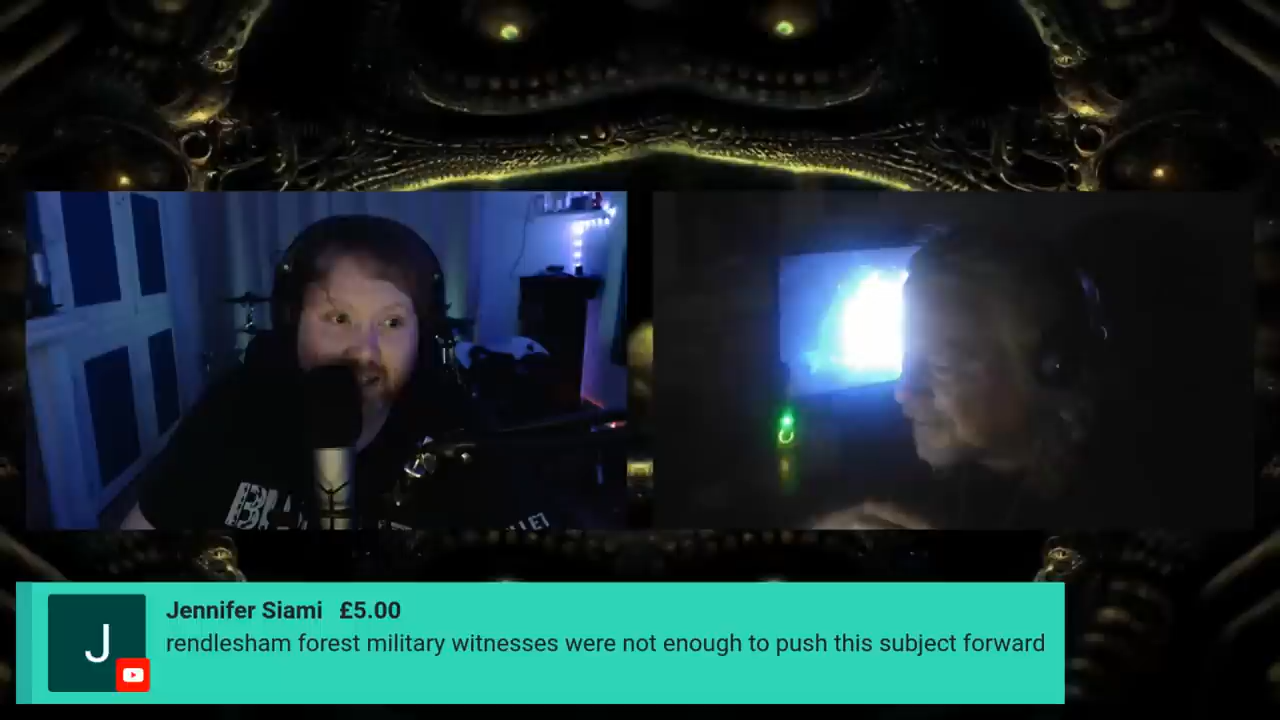 J
Jennifer Siami £5.00
rendlesham forest military witnesses were not enough to push this subject forward